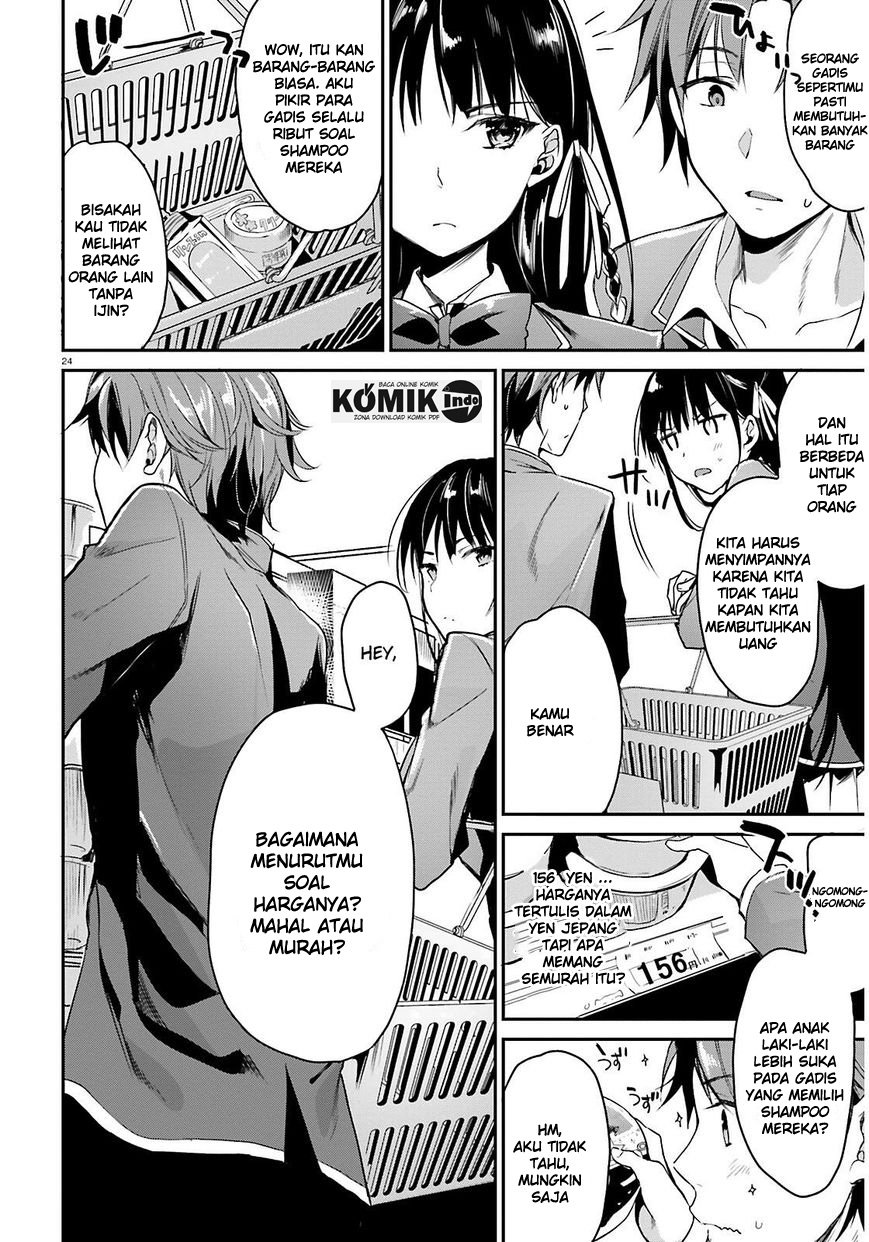 SEORANG
GADIS
SEPERTIMU
PASTI
MEMBUTUH-
KAN BANYAK
BARANG
ひょい
WOW, ITU KAN
BARANG-BARANG
BIASA. AKU
PIKIR PARA
GADIS SELALU
RIBUT SOAL
SHAMPOO
MEREKA
BISAKAH
KAU TIDAK
MELIHAT
BARANG
ORANG LAIN
TANPA
IJIN?
24
DAN
HAL ITU
BERBEDA
UNTUK
TIAP
ORANG
KITA HARUS
MENYIMPANNYA
KARENA KITA
TIDAK TAHU
KAPAN KITA
MEMBUTUHKAN
UANG
KAMU
BENAR
NGOMONG-
NGOMONG
156 YEN ...
HARGANYA
TERTULIS DALAM
YEN JEPANG
TAPI APA
MEMANG
SEMURAH ITU?
156円
APA ANAK
LAKI-LAKI
LEBIH SUKA
PADA GADIS
YANG MEMILIH
SHAMPOO
MEREKA?
HM,
AKU TIDAK
TAHU,
MUNGKIN
SAJA
BACA ONLINE KOMIK
KOMIK Indo
ZONA DOWNLOAD KOMIK PDF
HEY,
BAGAIMANA
MENURUTMU
SOAL
HARGANYA?
MAHAL ATAU
MURAH?